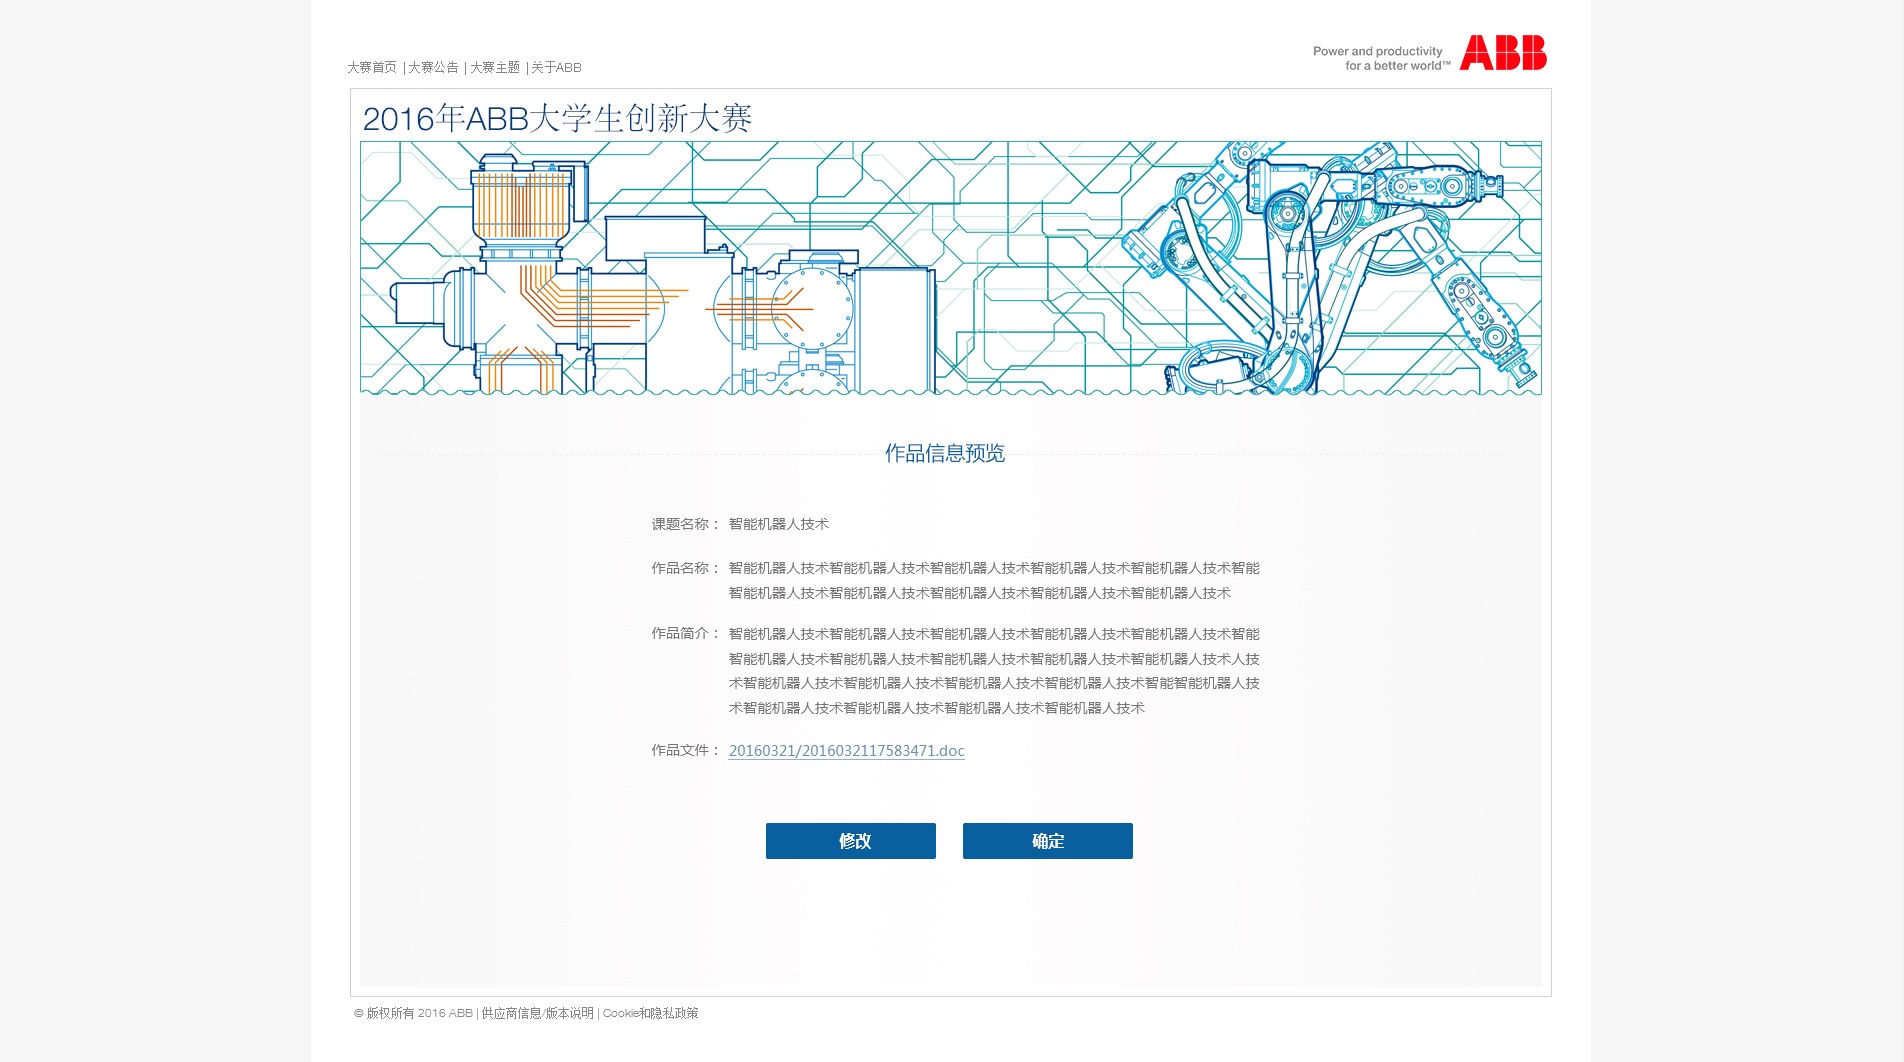 Power and productivity
for a better world™
ABB
大赛首页 | 大赛公告 | 大赛主题 | 关于ABB
2016年ABB大学生创新大赛
作品信息预览
课题名称： 智能机器人技术
作品名称： 智能机器人技术智能机器人技术智能机器人技术智能机器人技术智能机器人技术智能
智能机器人技术智能机器人技术智能机器人技术智能机器人技术智能机器人技术
作品简介： 智能机器人技术智能机器人技术智能机器人技术智能机器人技术智能机器人技术智能
智能机器人技术智能机器人技术智能机器人技术智能机器人技术智能机器人技术人技
术智能机器人技术智能机器人技术智能机器人技术智能机器人技术智能智能机器人技
术智能机器人技术智能机器人技术智能机器人技术智能机器人技术
作品文件： 20160321/2016032117583471.doc
修改 确定
© 版权所有 2016 ABB | 供应商信息/版本说明 | Cookie和隐私政策